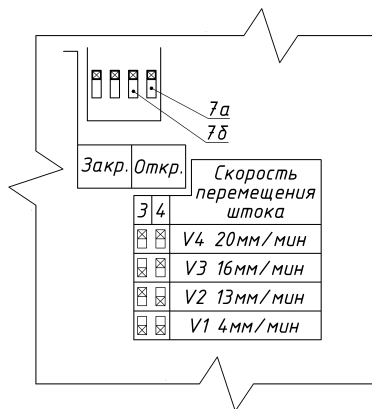 7а
7б
Закр. Откр.
Скорость
перемещения
штока
3 4
V4 20мм/мин
V3 16мм/мин
V2 13мм/мин
V1 4мм/мин